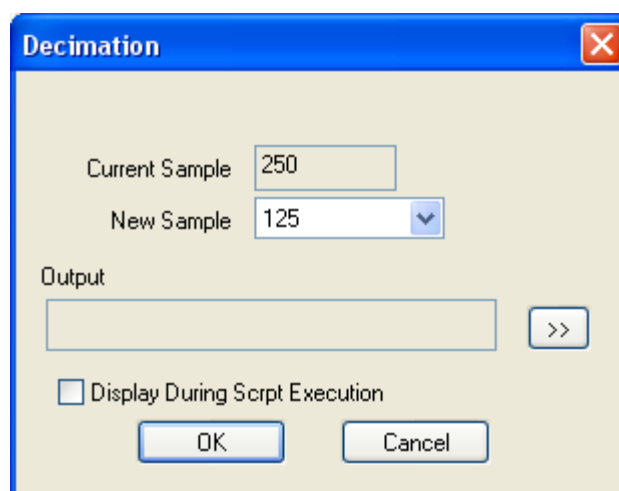 Decimation
Current Sample 250
New Sample 125
Output
>>
Display During Scrpt Execution
OK Cancel